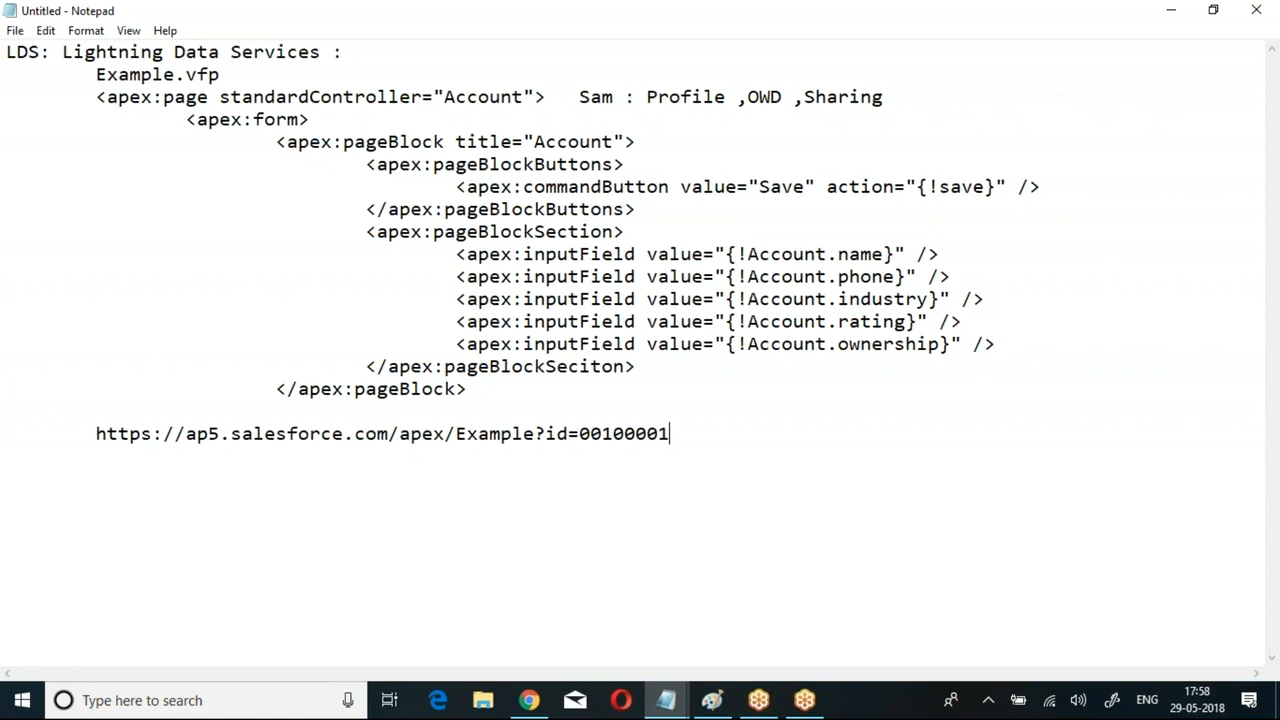 Untitled - Notepad
File Edit Format View Help
LDS: Lightning Data Services :
Example.vfp
<apex:page standardController="Account"> Sam : Profile ,OWD ,Sharing
<apex:form>
<apex:pageBlock title="Account">
<apex:pageBlockButtons>
<apex:commandButton value="Save" action="{!save}" />
</apex:pageBlockButtons>
<apex:pageBlockSection>
<apex:inputField value="{!Account.name}" />
<apex:inputField value="{!Account.phone}" />
<apex:inputField value="{!Account.industry}" />
<apex:inputField value="{!Account.rating}" />
<apex:inputField value="{!Account.ownership}" />
</apex:pageBlockSeciton>
</apex:pageBlock>
https://ap5.salesforce.com/apex/Example?id=00100001
Type here to search
ENG
17:58
29-05-2018